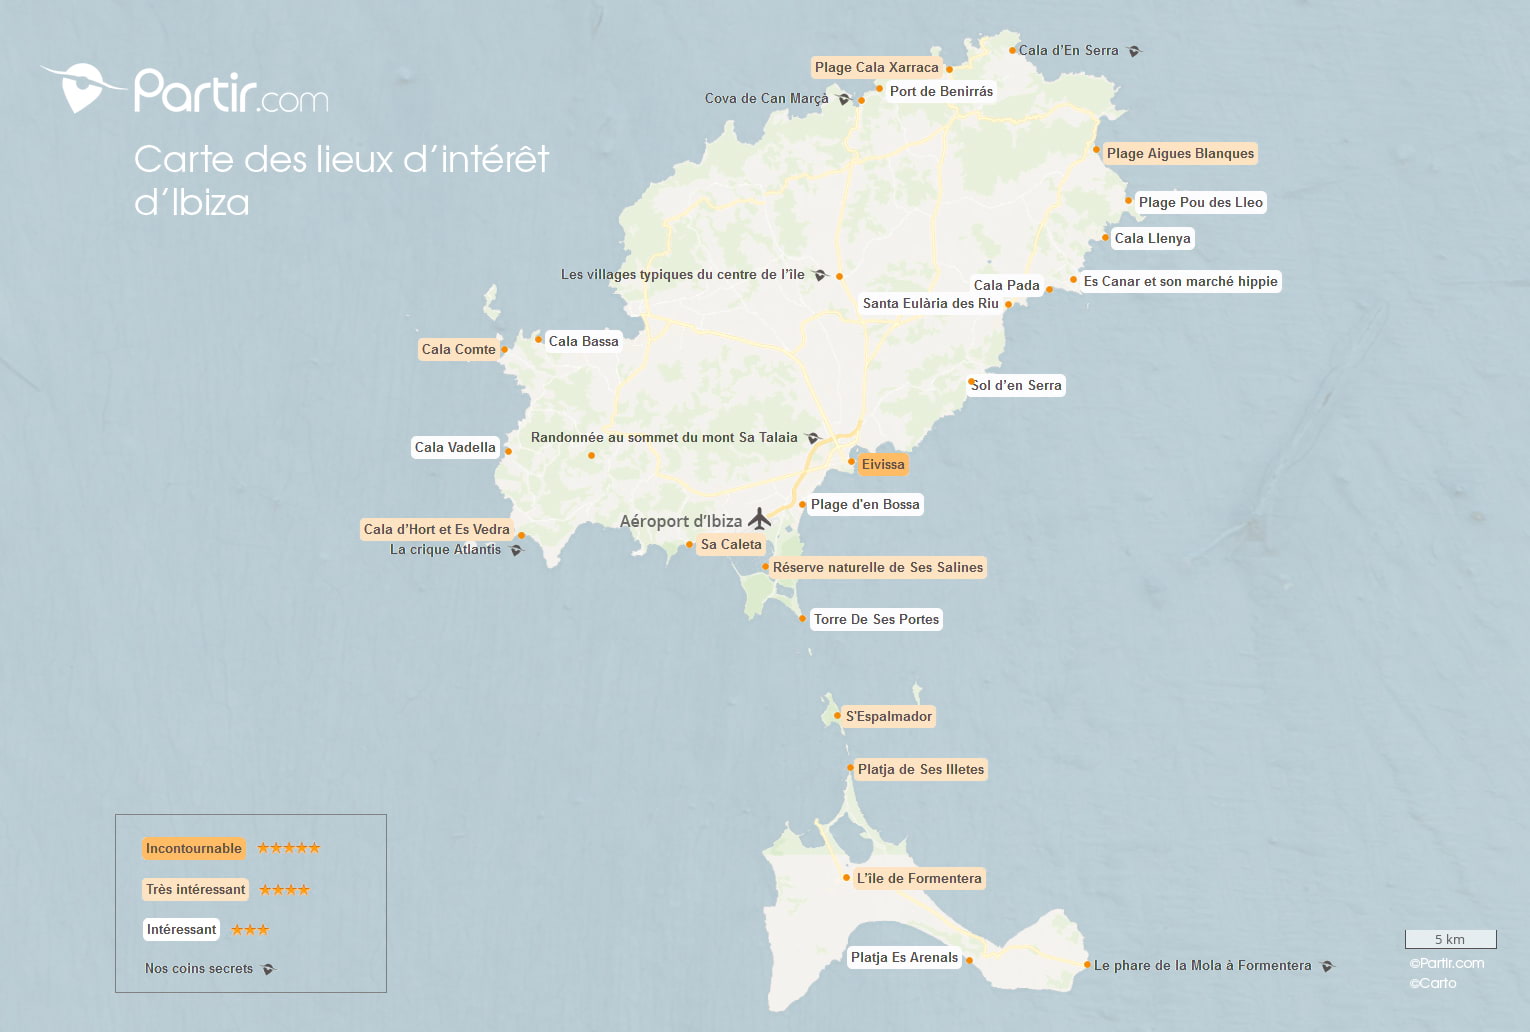 Partir.com
Carte des lieux d'intérêt
d'Ibiza
Cala d'En Serra
Plage Cala Xarraca
Port de Benirrás
Cova de Can Marçà
Plage Aigues Blanques
Plage Pou des Lleo
Cala Llenya
Les villages typiques du centre de l'île
Es Canar et son marché hippie
Cala Pada
Santa Eulària des Riu
Cala Bassa
Cala Comte
Sol d'en Serra
Randonnée au sommet du mont Sa Talaia
Cala Vadella
Eivissa
Plage d'en Bossa
Aéroport d'Ibiza
Cala d'Hort et Es Vedra
La crique Atlantis
Sa Caleta
Réserve naturelle de Ses Salines
Torre De Ses Portes
S'Espalmador
Platja de Ses Illetes
L'île de Formentera
Platja Es Arenals
Le phare de la Mola à Formentera
Incontournable
Très intéressant
Intéressant
Nos coins secrets
5 km
©Partir.com
©Carto